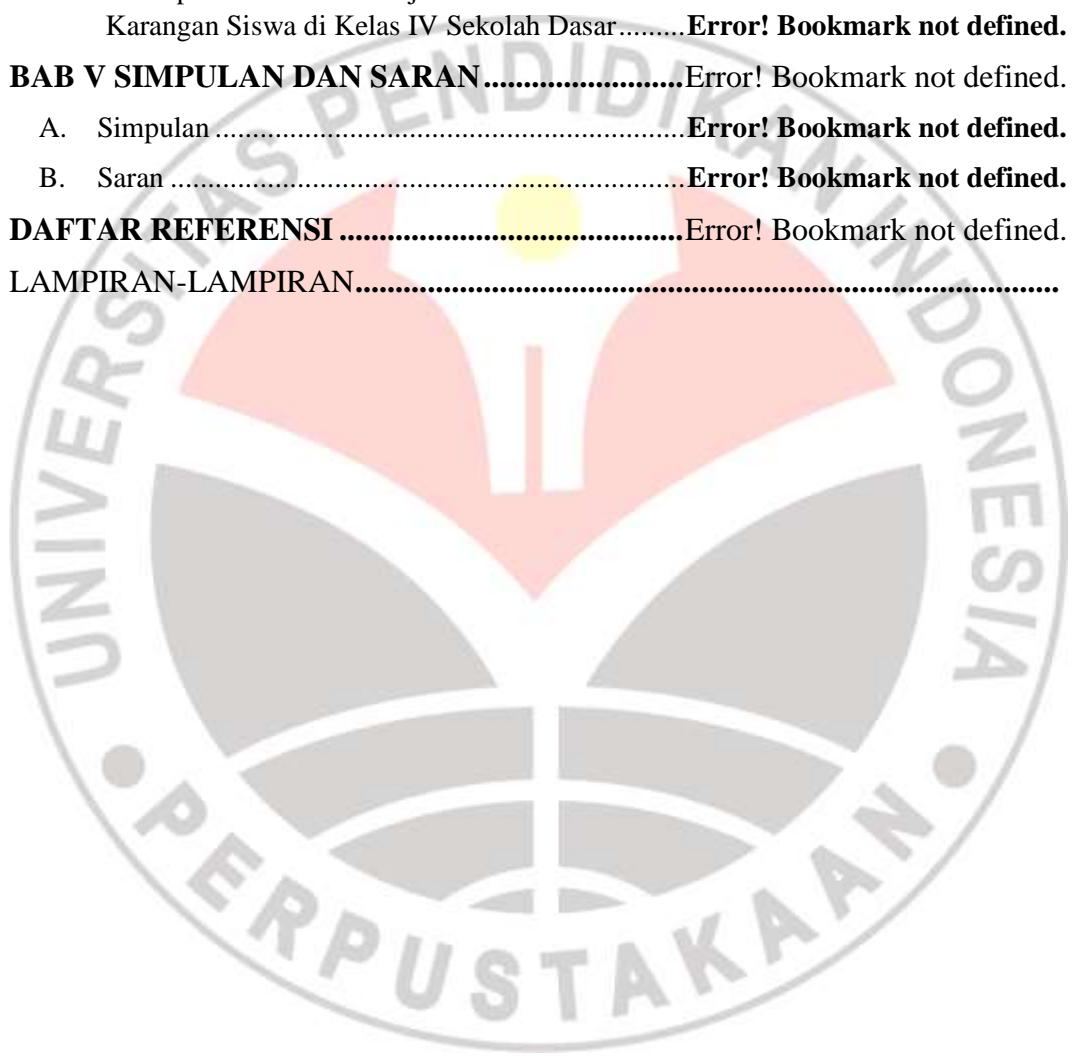 Karangan Siswa di Kelas IV Sekolah Dasar.........Error! Bookmark not defined.
BAB V SIMPULAN DAN SARAN.........................Error! Bookmark not defined.
A. Simpulan..............................................................Error! Bookmark not defined.
B. Saran....................................................................Error! Bookmark not defined.
DAFTAR REFERENSI............................................Error! Bookmark not defined.
LAMPIRAN-LAMPIRAN.........................................................................................
UNIVERSITAS PENDIDIKAN INDONESIA
PERPUSTAKAAN